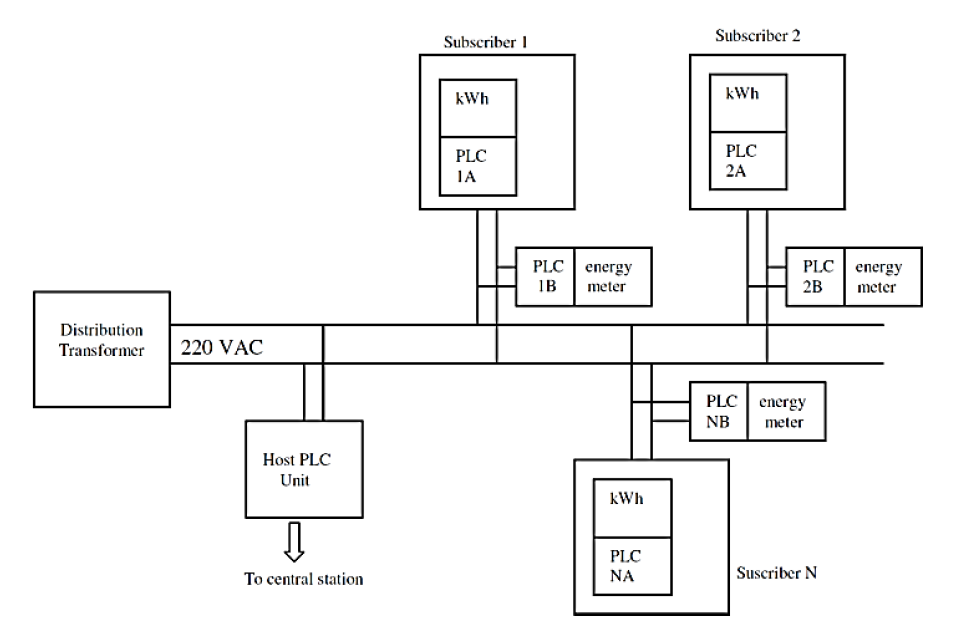 Subscriber 1
Subscriber 2
kWh
PLC
1A
kWh
PLC
2A
PLC
1B
energy
meter
PLC
2B
energy
meter
Distribution
Transformer
220 VAC
PLC
NB
energy
meter
Host PLC
Unit
To central station
kWh
PLC
NA
Suscriber N